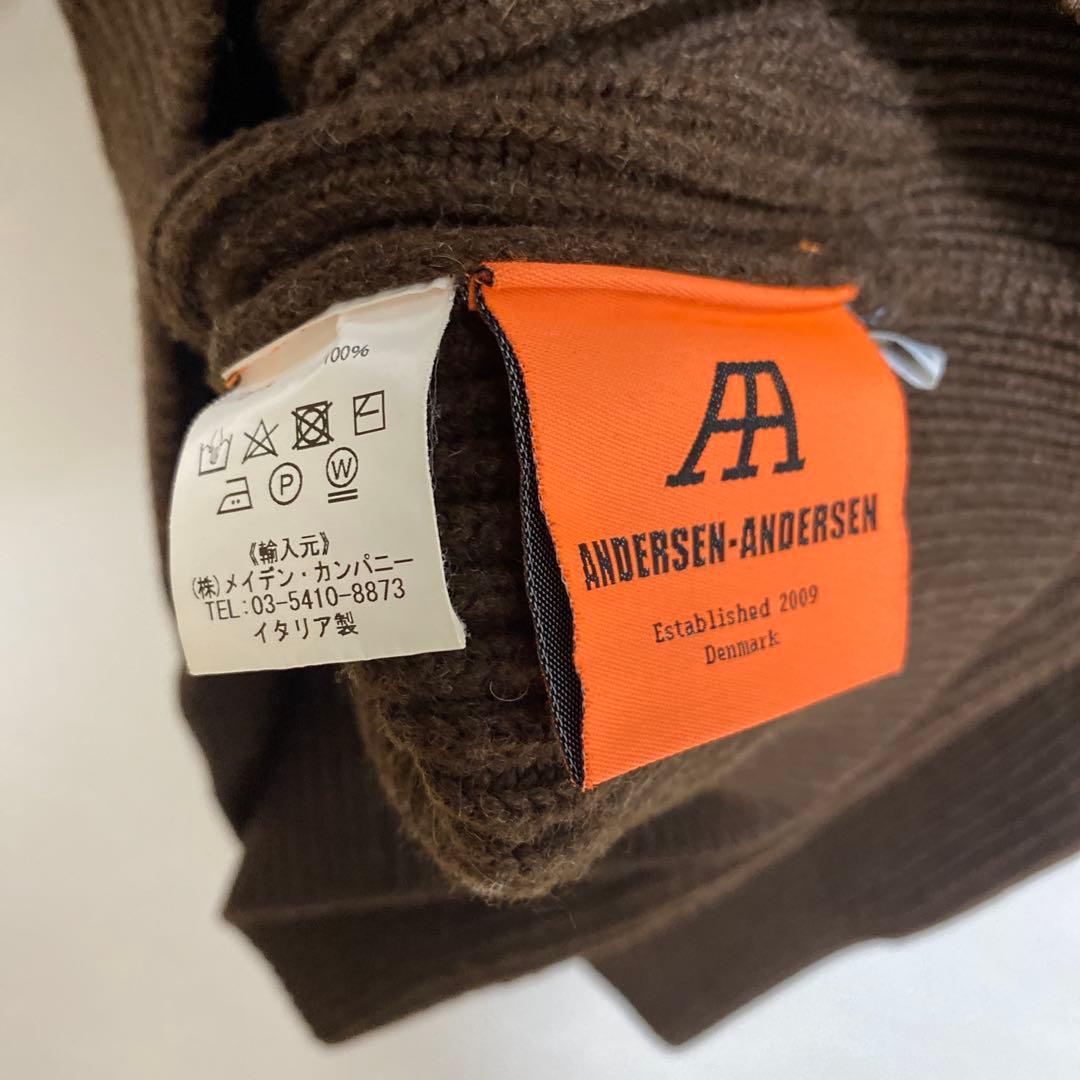 100%
P
W
《輸入元》
(株)メイデン・カンパニー
TEL:03-5410-8873
イタリア製
AA
ANDERSEN-ANDERSEN
Established 2009
Denmark